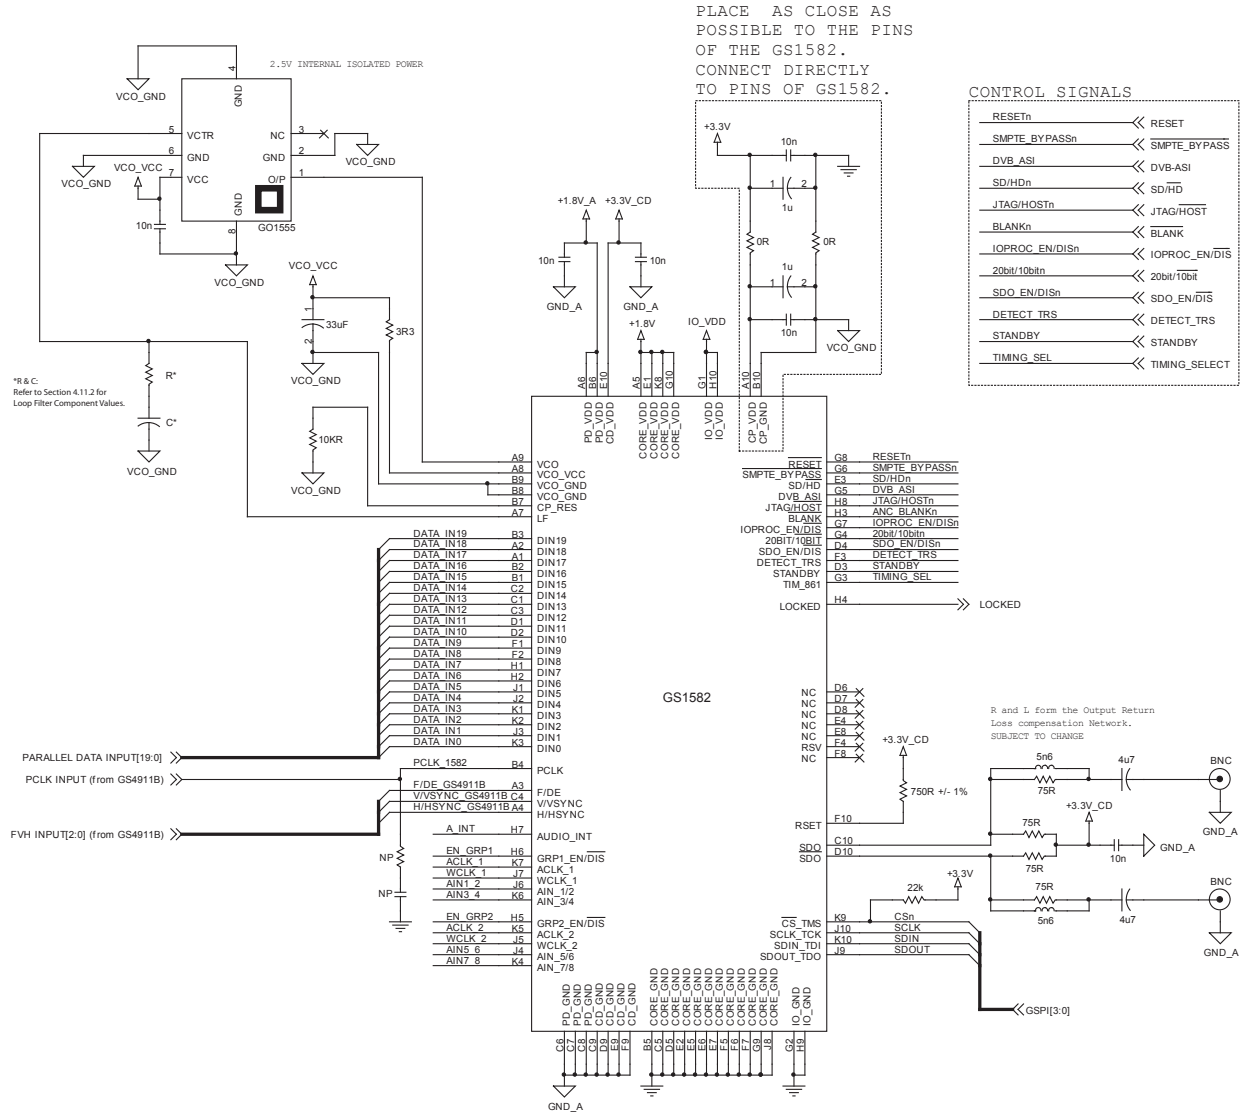 PLACE AS CLOSE AS
POSSIBLE TO THE PINS
OF THE GS1582.
CONNECT DIRECTLY
TO PINS OF GS1582.
2.5V INTERNAL ISOLATED POWER
VCO_GND
4
GND
5 VCTR
6 GND
7 VCC
NC 3
GND 2
O/P 1
GND
8
GO1555
VCO_GND
VCO_GND
VCO_VCC
10n
VCO_GND
VCO_VCC
1
33uF
2
3R3
VCO_GND
10KR
VCO_GND
*R & C:
Refer to Section 4.11.2 for
Loop Filter Component Values.
R*
C*
VCO_GND
+1.8V_A
+3.3V_CD
10n
10n
GND_A
GND_A
+1.8V
IO_VDD
+3.3V
10n
1 2
1u
0R
0R
1u
1 2
10n
VCO_GND
CONTROL SIGNALS
RESETn RESET
SMPTE_BYPASSn SMPTE_BYPASS
DVB_ASI DVB-ASI
SD/HDn SD/HD
JTAG/HOSTn JTAG/HOST
BLANKn BLANK
IOPROC_EN/DISn IOPROC_EN/DIS
20bit/10bitn 20bit/10bit
SDO_EN/DISn SDO_EN/DIS
DETECT_TRS DETECT_TRS
STANDBY STANDBY
TIMING_SEL TIMING_SELECT
A6 B6 E10 A5 E1 K8 G10 G1 H10 A10 B10
PD_VDD PD_VDD CD_VDD CORE_VDD CORE_VDD CORE_VDD CORE_VDD IO_VDD IO_VDD CP_VDD CP_GND
A9 VCO
A8 VCO_VCC
B9 VCO_GND
B8 VCO_GND
B7 CP_RES
A7 LF
DATA_IN19 B3 DIN19
DATA_IN18 A2 DIN18
DATA_IN17 A1 DIN17
DATA_IN16 B2 DIN16
DATA_IN15 B1 DIN15
DATA_IN14 C2 DIN14
DATA_IN13 C1 DIN13
DATA_IN12 C3 DIN12
DATA_IN11 D1 DIN11
DATA_IN10 D2 DIN10
DATA_IN9 F1 DIN9
DATA_IN8 F2 DIN8
DATA_IN7 H1 DIN7
DATA_IN6 H2 DIN6
DATA_IN5 J1 DIN5
DATA_IN4 J2 DIN4
DATA_IN3 K1 DIN3
DATA_IN2 K2 DIN2
DATA_IN1 J3 DIN1
DATA_IN0 K3 DIN0
PARALLEL DATA INPUT[19:0]
PCLK_1582 B4 PCLK
PCLK INPUT (from GS4911B)
F/DE_GS4911B A3 F/DE
V/VSYNC_GS4911B C4 V/VSYNC
H/HSYNC_GS4911B A4 H/HSYNC
FVH INPUT[2:0] (from GS4911B)
NP
NP
A_INT H7 AUDIO_INT
EN_GRP1 H6 GRP1_EN/DIS
ACLK_1 K7 ACLK_1
WCLK_1 J7 WCLK_1
AIN1_2 J6 AIN_1/2
AIN3_4 K6 AIN_3/4
EN_GRP2 H5 GRP2_EN/DIS
ACLK_2 K5 ACLK_2
WCLK_2 J5 WCLK_2
AIN5_6 J4 AIN_5/6
AIN7_8 K4 AIN_7/8
GS1582
RESET G8 RESETn
SMPTE_BYPASS G6 SMPTE_BYPASSn
SD/HD E3 SD/HDn
DVB_ASI G5 DVB_ASI
JTAG/HOST H8 JTAG/HOSTn
BLANK H3 ANC_BLANKn
IOPROC_EN/DIS G7 IOPROC_EN/DISn
20BIT/10BIT G4 20bit/10bitn
SDO_EN/DIS D4 SDO_EN/DISn
DETECT_TRS F3 DETECT_TRS
STANDBY D3 STANDBY
TIM_861 G3 TIMING_SEL
LOCKED H4 LOCKED
NC D6
NC D7
NC D8
NC E4
NC E8
RSV F4
NC F8
+3.3V_CD
750R +/- 1%
RSET F10
SDO C10
SDO D10
R and L form the Output Return
Loss compensation Network.
SUBJECT TO CHANGE
5n6
75R
4u7
BNC
GND_A
+3.3V_CD
75R
75R
10n
GND_A
75R
5n6
4u7
BNC
GND_A
+3.3V
22k
CS_TMS K9 CSn
SCLK_TCK J10 SCLK
SDIN_TDI K10 SDIN
SDOUT_TDO J9 SDOUT
GSPI[3:0]
PD_GND PD_GND PD_GND CD_GND CD_GND CD_GND CD_GND CORE_GND CORE_GND CORE_GND CORE_GND CORE_GND CORE_GND CORE_GND CORE_GND CORE_GND CORE_GND CORE_GND CORE_GND IO_GND IO_GND
C6 C7 C8 C9 D9 E9 F9 B5 C5 D5 E2 E5 E6 E7 F5 F6 F7 G9 J8 G2 H9
GND_A